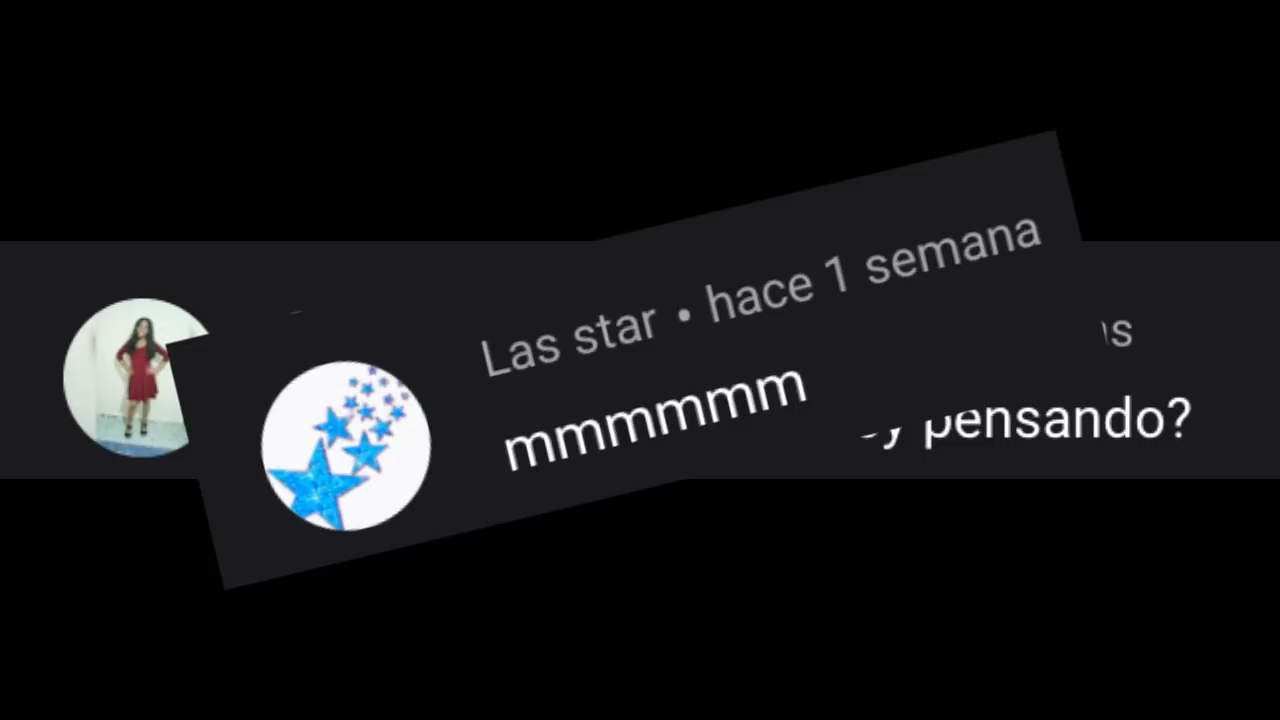 Las star • hace 1 semana
mmmmmm
pensando?